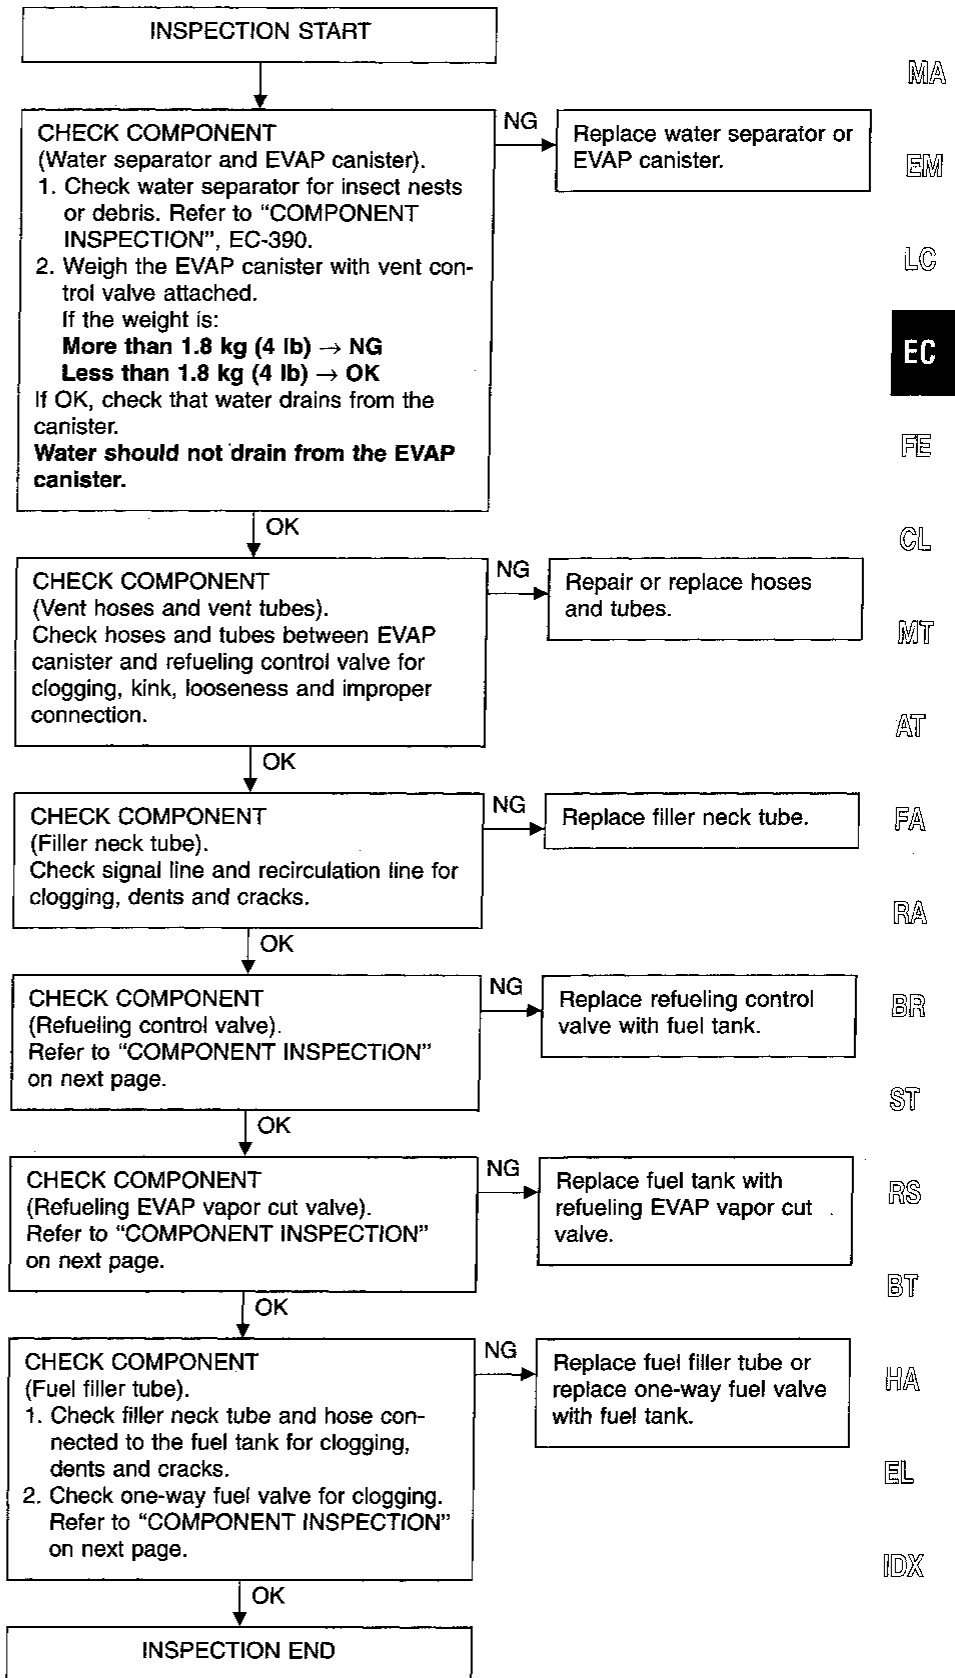 INSPECTION START
CHECK COMPONENT
(Water separator and EVAP canister).
1. Check water separator for insect nests
or debris. Refer to “COMPONENT
INSPECTION”, EC-390.
2. Weigh the EVAP canister with vent con-
trol valve attached.
If the weight is:
More than 1.8 kg (4 lb) → NG
Less than 1.8 kg (4 lb) → OK
If OK, check that water drains from the
canister.
Water should not drain from the EVAP
canister.
NG
Replace water separator or
EVAP canister.
OK
CHECK COMPONENT
(Vent hoses and vent tubes).
Check hoses and tubes between EVAP
canister and refueling control valve for
clogging, kink, looseness and improper
connection.
NG
Repair or replace hoses
and tubes.
OK
CHECK COMPONENT
(Filler neck tube).
Check signal line and recirculation line for
clogging, dents and cracks.
NG
Replace filler neck tube.
OK
CHECK COMPONENT
(Refueling control valve).
Refer to “COMPONENT INSPECTION”
on next page.
NG
Replace refueling control
valve with fuel tank.
OK
CHECK COMPONENT
(Refueling EVAP vapor cut valve).
Refer to “COMPONENT INSPECTION”
on next page.
NG
Replace fuel tank with
refueling EVAP vapor cut
valve.
OK
CHECK COMPONENT
(Fuel filler tube).
1. Check filler neck tube and hose con-
nected to the fuel tank for clogging,
dents and cracks.
2. Check one-way fuel valve for clogging.
Refer to “COMPONENT INSPECTION”
on next page.
NG
Replace fuel filler tube or
replace one-way fuel valve
with fuel tank.
OK
INSPECTION END
MA
EM
LC
EC
FE
CL
MT
AT
FA
RA
BR
ST
RS
BT
HA
EL
IDX